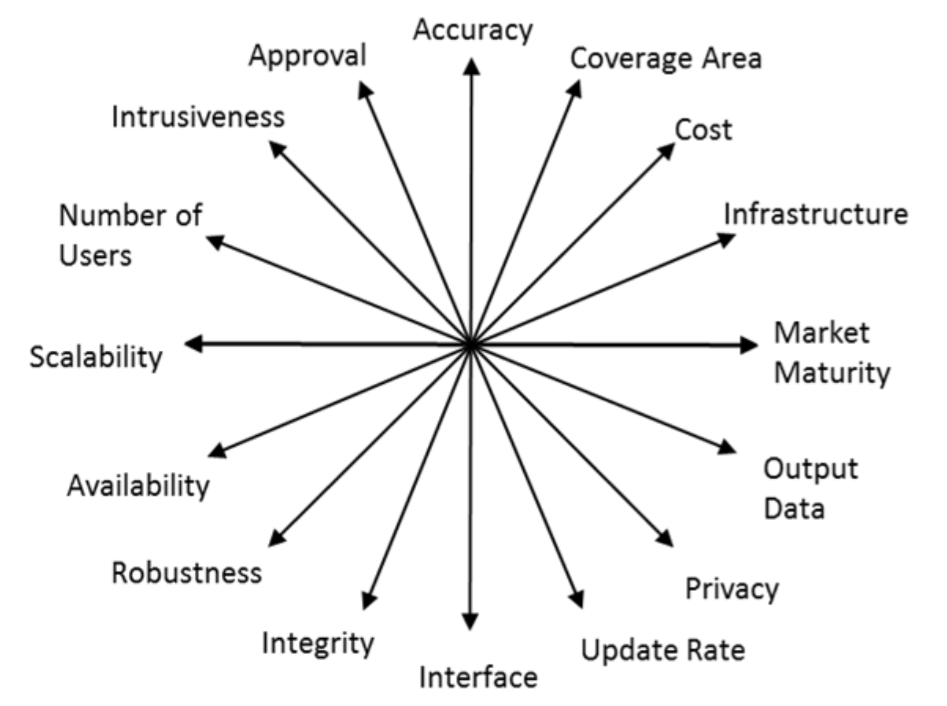 Accuracy
Approval
Coverage Area
Intrusiveness
Cost
Number of
Users
Infrastructure
Scalability
Market
Maturity
Availability
Output
Data
Robustness
Privacy
Integrity
Update Rate
Interface